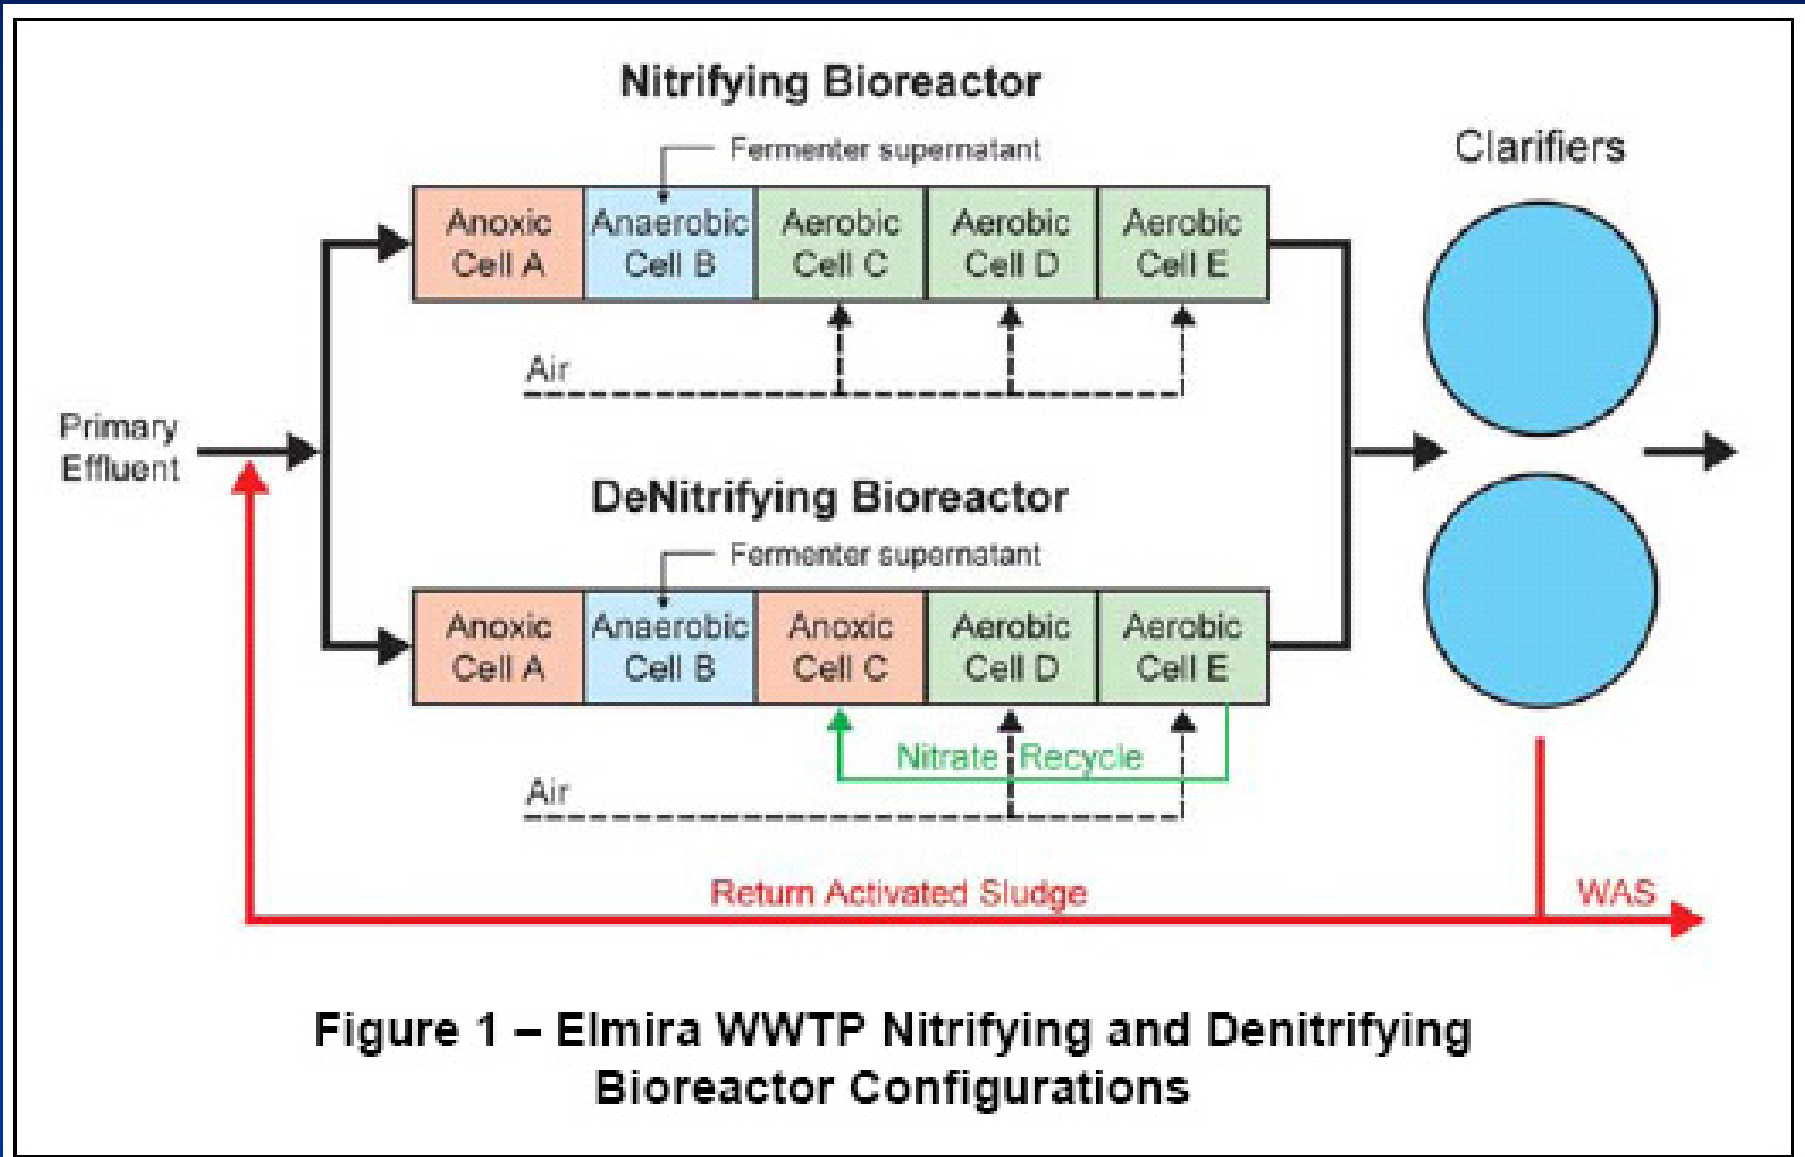 Nitrifying Bioreactor
Fermenter supernatant
Clarifiers
Anoxic
Cell A
Anaerobic
Cell B
Aerobic
Cell C
Aerobic
Cell D
Aerobic
Cell E
Air
Primary
Effluent
DeNitrifying Bioreactor
Fermenter supernatant
Anoxic
Cell A
Anaerobic
Cell B
Anoxic
Cell C
Aerobic
Cell D
Aerobic
Cell E
Nitrate Recycle
Air
Return Activated Sludge
WAS
Figure 1 – Elmira WWTP Nitrifying and Denitrifying
Bioreactor Configurations